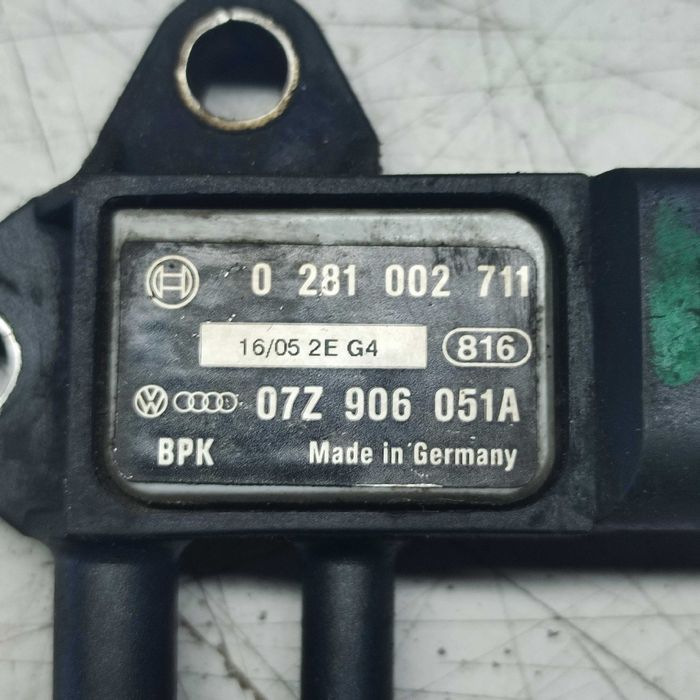 0 281 002 711
16/05 2E G4 816
07Z 906 051A
BPK Made in Germany